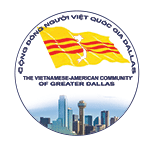 CỘNG ĐỒNG NGƯỜI VIỆT QUỐC GIA DALLAS
THE VIETNAMESE-AMERICAN COMMUNITY
OF GREATER DALLAS